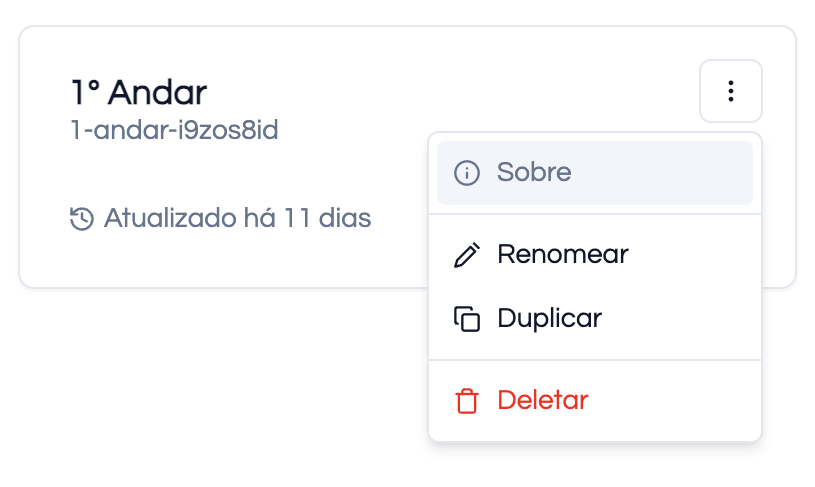 1° Andar
1-andar-i9zos8id
Atualizado há 11 dias
Sobre
Renomear
Duplicar
Deletar